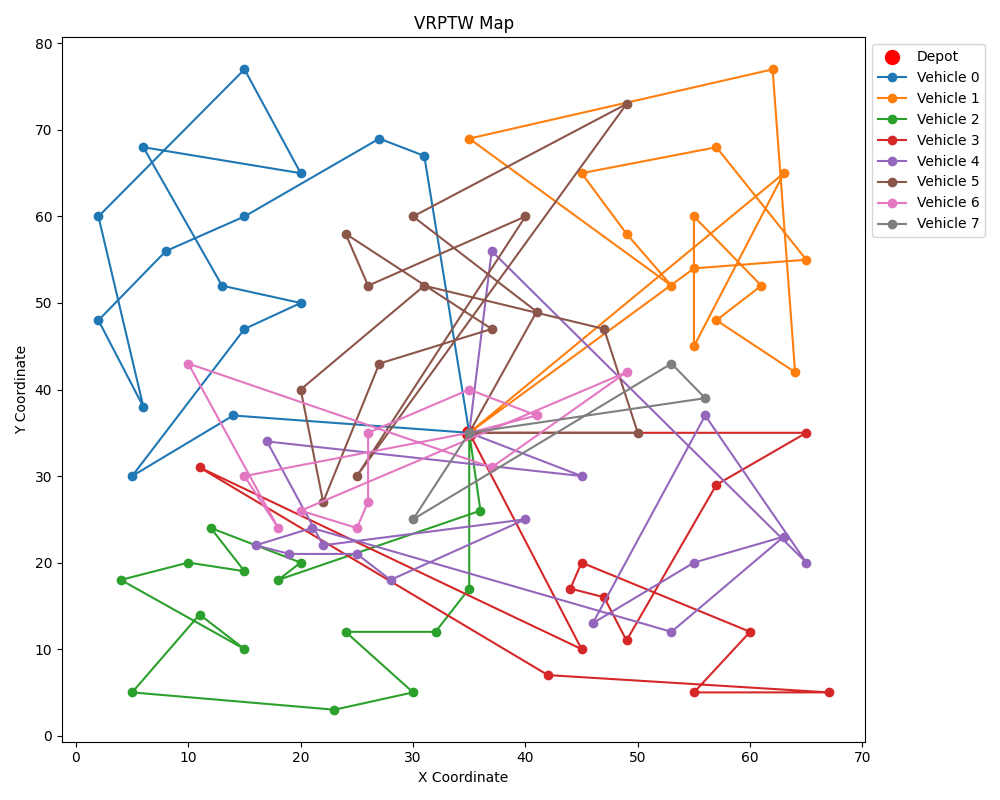 VRPTW Map
80
70
60
50
40
30
20
10
0
Y Coordinate
0 10 20 30 40 50 60 70
X Coordinate
Depot
Vehicle 0
Vehicle 1
Vehicle 2
Vehicle 3
Vehicle 4
Vehicle 5
Vehicle 6
Vehicle 7